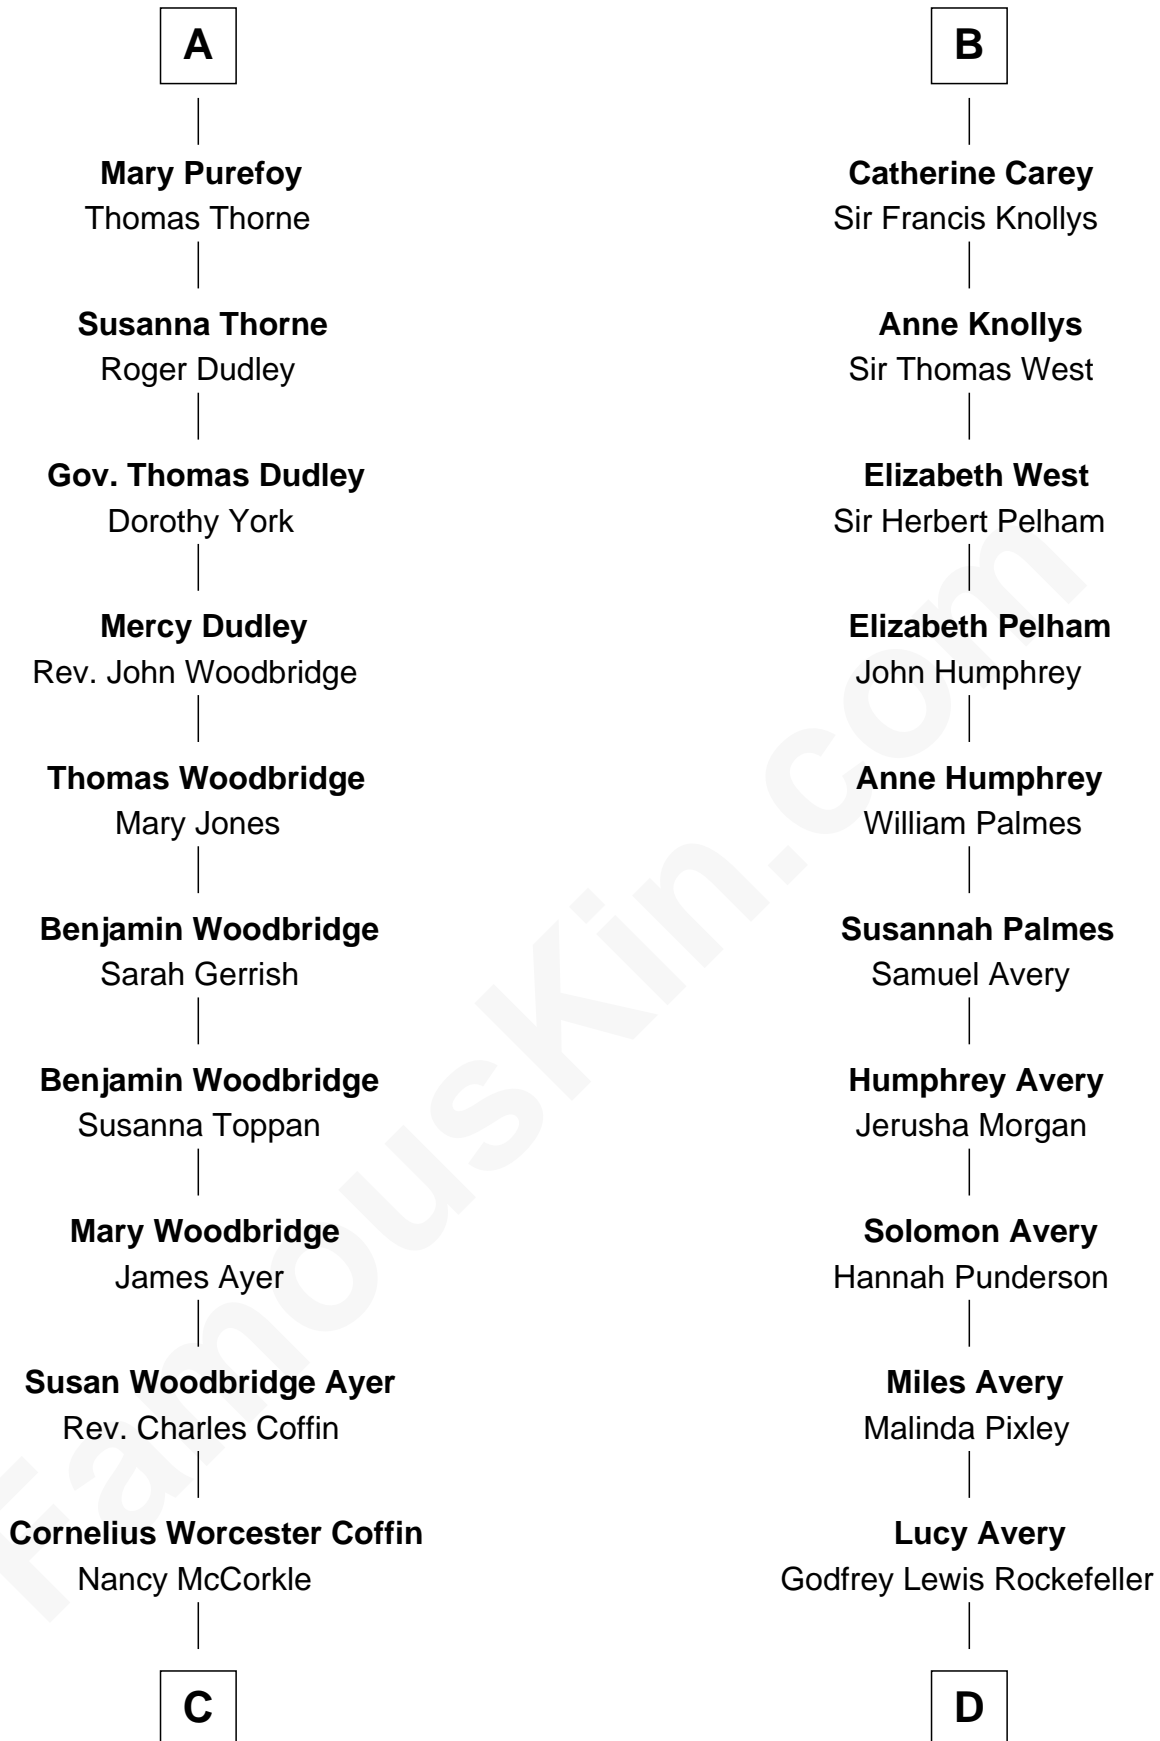 A
Mary Purefoy
Thomas Thorne
Susanna Thorne
Roger Dudley
Gov. Thomas Dudley
Dorothy York
Mercy Dudley
Rev. John Woodbridge
Thomas Woodbridge
Mary Jones
Benjamin Woodbridge
Sarah Gerrish
Benjamin Woodbridge
Susanna Toppan
Mary Woodbridge
James Ayer
Susan Woodbridge Ayer
Rev. Charles Coffin
Cornelius Worcester Coffin
Nancy McCorkle
C
B
Catherine Carey
Sir Francis Knollys
Anne Knollys
Sir Thomas West
Elizabeth West
Sir Herbert Pelham
Elizabeth Pelham
John Humphrey
Anne Humphrey
William Palmes
Susannah Palmes
Samuel Avery
Humphrey Avery
Jerusha Morgan
Solomon Avery
Hannah Punderson
Miles Avery
Malinda Pixley
Lucy Avery
Godfrey Lewis Rockefeller
D
FamousKin.com